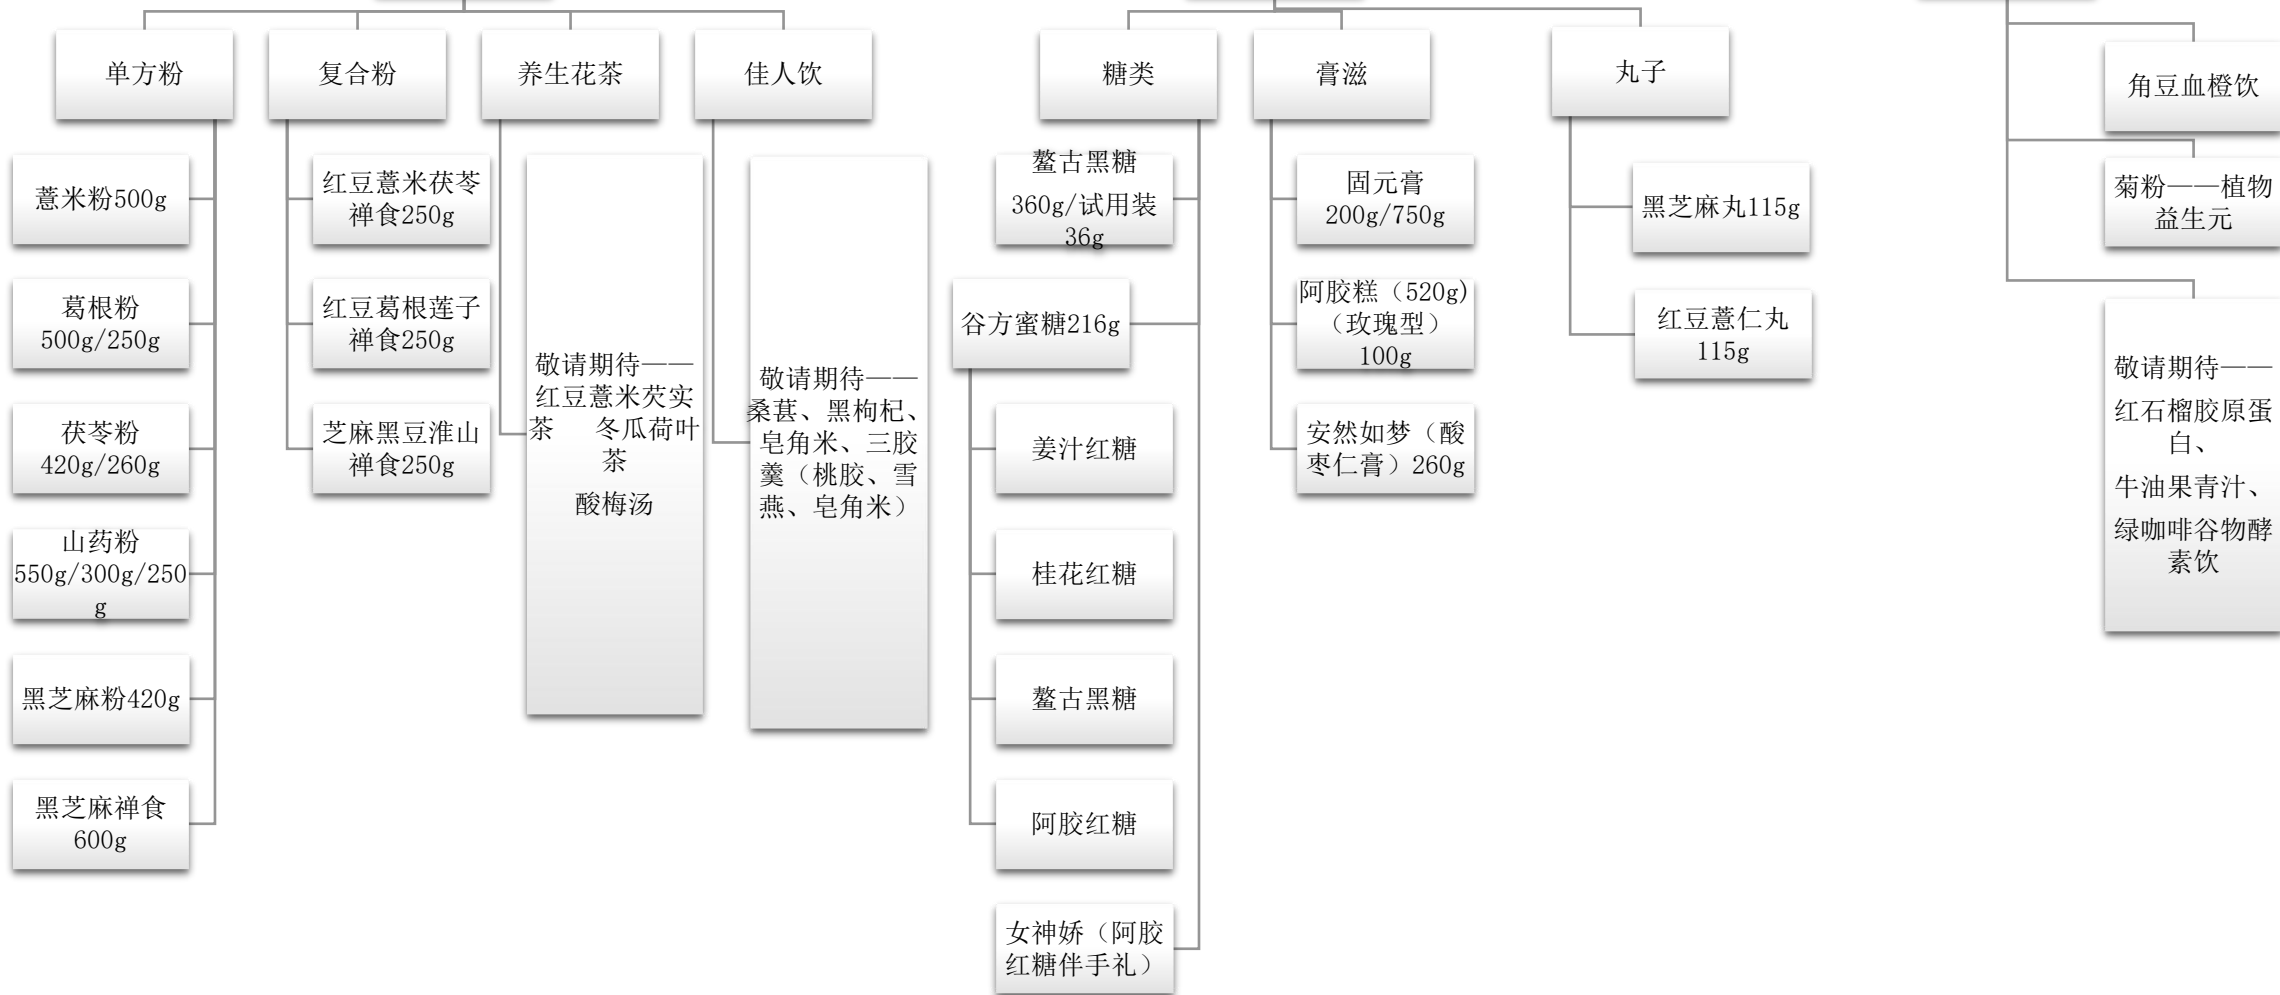 单方粉
薏米粉500g
葛根粉
500g/250g
茯苓粉
420g/260g
山药粉
550g/300g/250
g
黑芝麻粉420g
黑芝麻禅食
600g
复合粉
红豆薏米茯苓
禅食250g
红豆葛根莲子
禅食250g
芝麻黑豆淮山
禅食250g
养生花茶
敬请期待——
红豆薏米芡实
茶 冬瓜荷叶
茶
酸梅汤
佳人饮
敬请期待——
桑葚、黑枸杞、
皂角米、三胶
羹（桃胶、雪
燕、皂角米）
糖类
鳌古黑糖
360g/试用装
36g
谷方蜜糖216g
姜汁红糖
桂花红糖
鳌古黑糖
阿胶红糖
女神娇（阿胶
红糖伴手礼）
膏滋
固元膏
200g/750g
阿胶糕（520g)
（玫瑰型）
100g
安然如梦（酸
枣仁膏）260g
丸子
黑芝麻丸115g
红豆薏仁丸
115g
角豆血橙饮
菊粉——植物
益生元
敬请期待——
红石榴胶原蛋
白、
牛油果青汁、
绿咖啡谷物酵
素饮